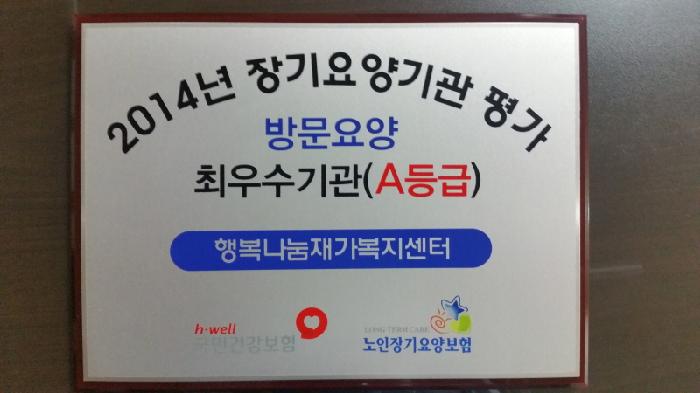 2014년 장기요양기관 평가
방문요양
최우수기관(A등급)
행복나눔재가복지센터
h·well
국민건강보험
LONG TERM CARE
노인장기요양보험